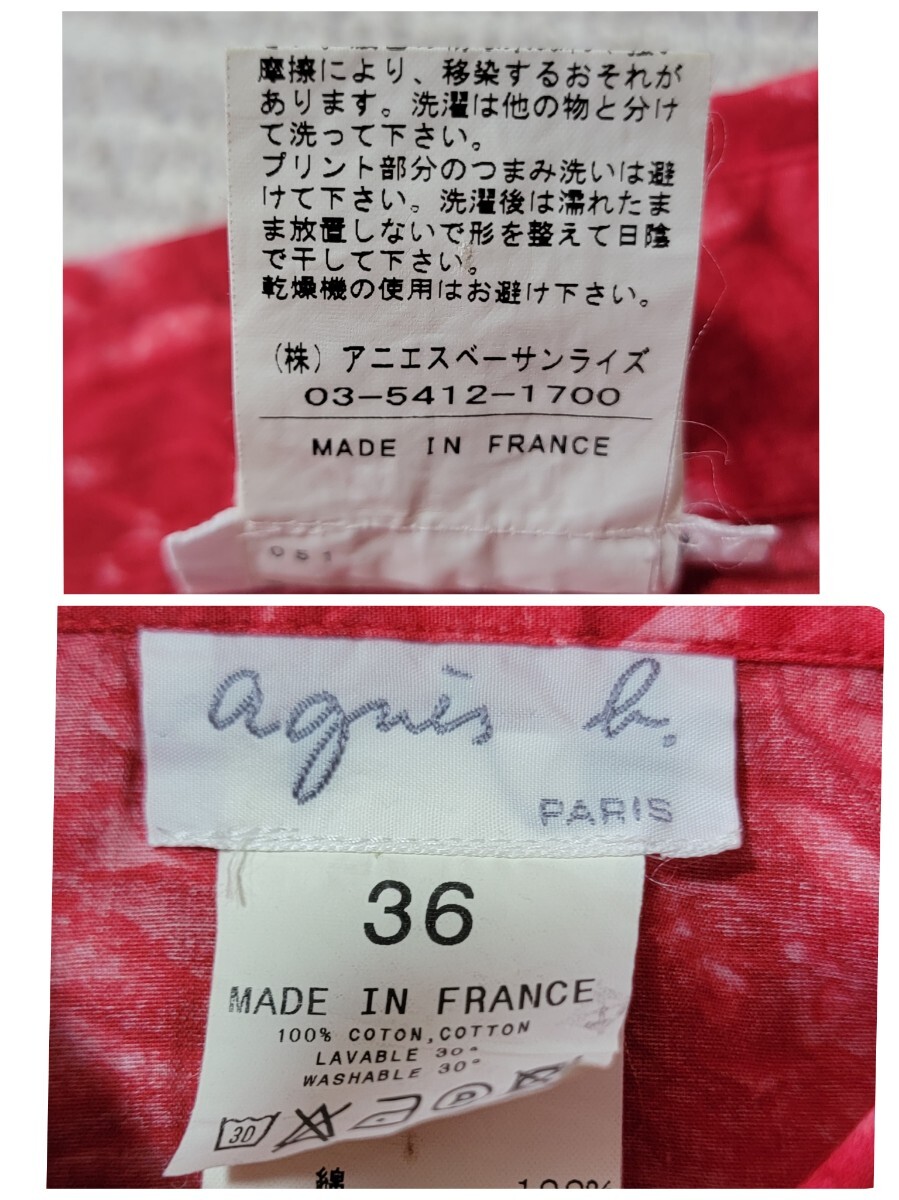 摩擦により、移染するおそれが
あります。洗濯は他の物と分け
て洗って下さい。
プリント部分のつまみ洗いは避
けて下さい。洗濯後は濡れたま
ま放置しないで形を整えて日陰
で干して下さい。
乾燥機の使用はお避け下さい。
(株)アニエスベーサンライズ
03-5412-1700
MADE IN FRANCE
051
agnès b.
PARIS
36
MADE IN FRANCE
100% COTON,COTTON
LAVABLE 30°
WASHABLE 30°
30
綿 100%